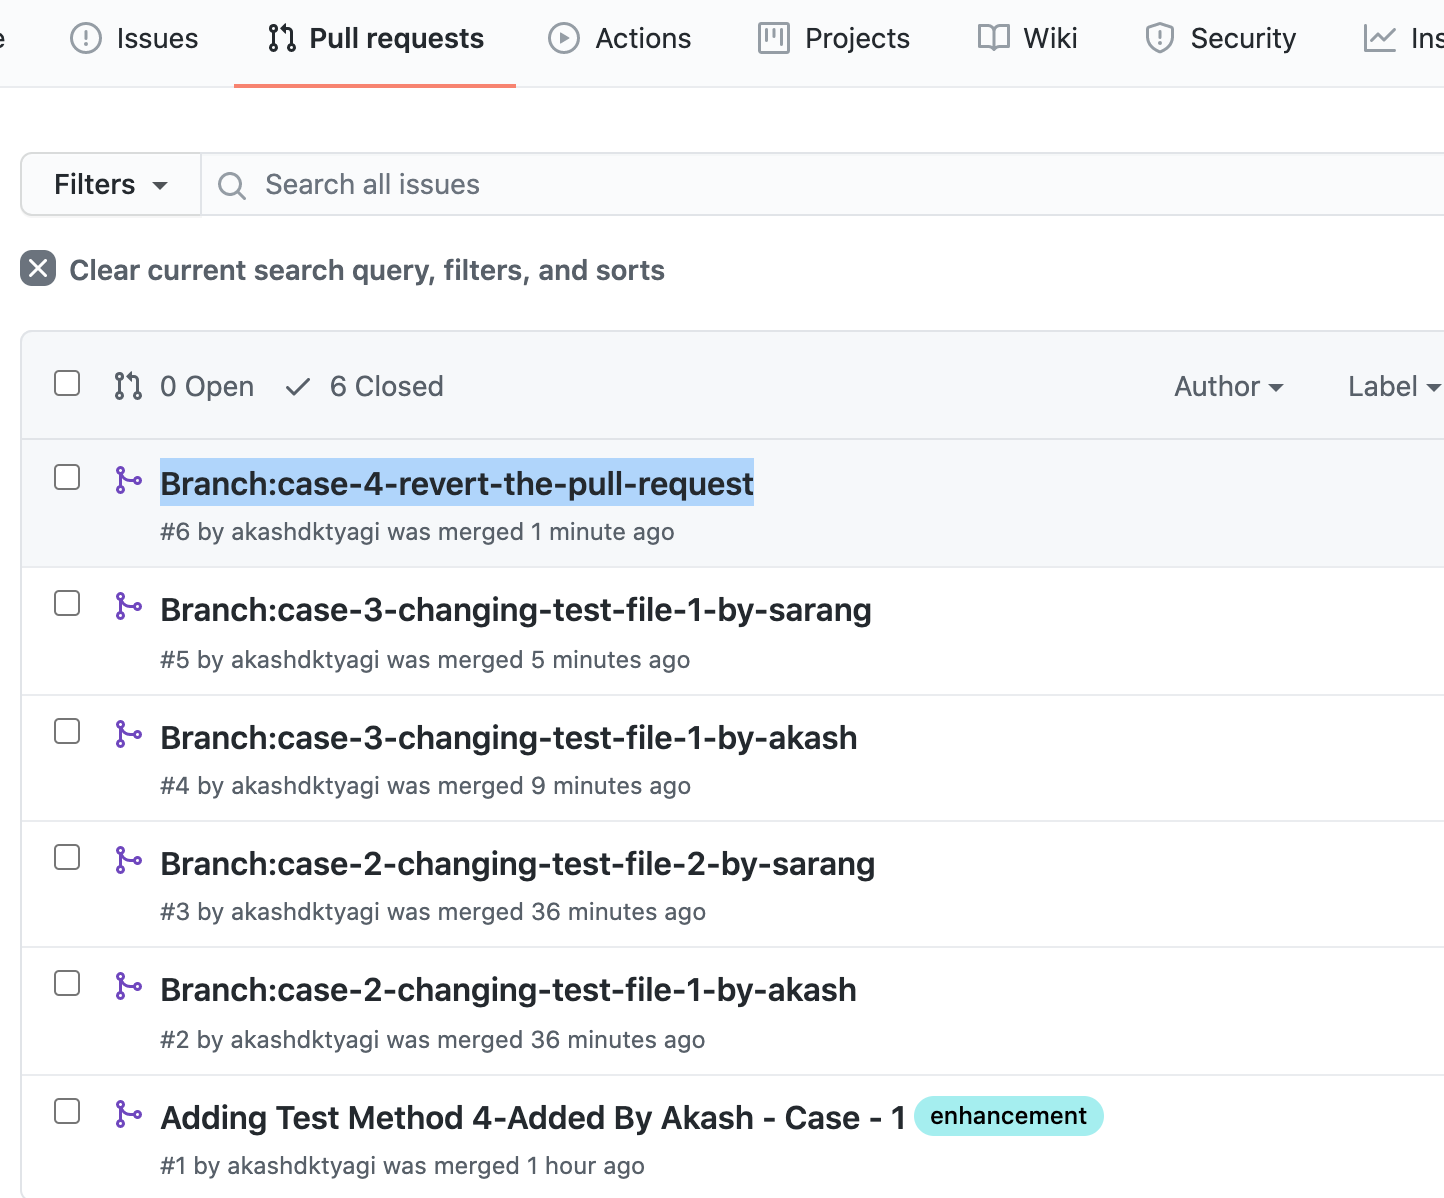 Issues Pull requests Actions Projects Wiki Security Ins
Filters Search all issues
Clear current search query, filters, and sorts
0 Open 6 Closed Author Label
Branch:case-4-revert-the-pull-request
#6 by akashdktyagi was merged 1 minute ago
Branch:case-3-changing-test-file-1-by-sarang
#5 by akashdktyagi was merged 5 minutes ago
Branch:case-3-changing-test-file-1-by-akash
#4 by akashdktyagi was merged 9 minutes ago
Branch:case-2-changing-test-file-2-by-sarang
#3 by akashdktyagi was merged 36 minutes ago
Branch:case-2-changing-test-file-1-by-akash
#2 by akashdktyagi was merged 36 minutes ago
Adding Test Method 4-Added By Akash - Case - 1 enhancement
#1 by akashdktyagi was merged 1 hour ago